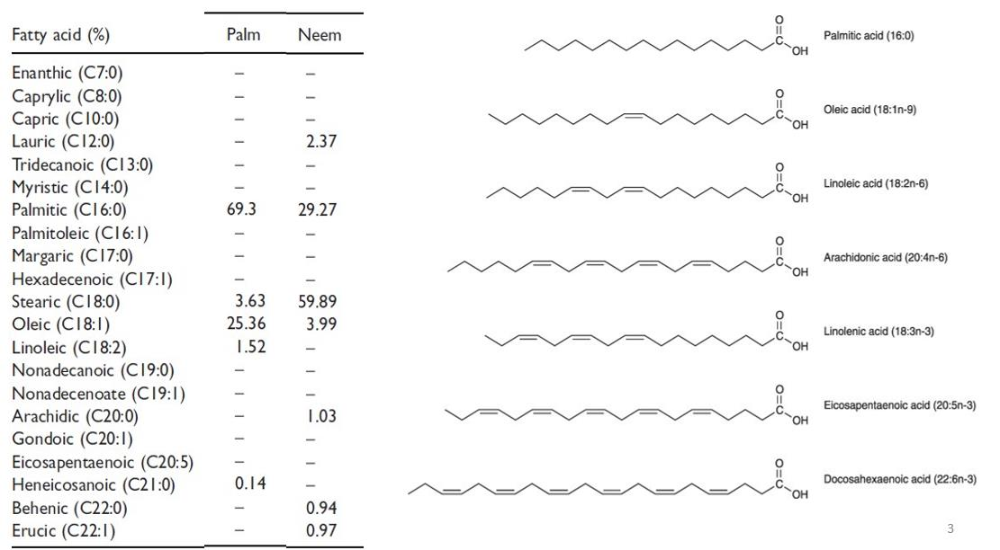 Fatty acid (%) Palm Neem
Enanthic (C7:0) – –
Caprylic (C8:0) – –
Capric (C10:0) – –
Lauric (C12:0) – 2.37
Tridecanoic (C13:0) – –
Myristic (C14:0) – –
Palmitic (C16:0) 69.3 29.27
Palmitoleic (C16:1) – –
Margaric (C17:0) – –
Hexadecenoic (C17:1) – –
Stearic (C18:0) 3.63 59.89
Oleic (C18:1) 25.36 3.99
Linoleic (C18:2) 1.52 –
Nonadecanoic (C19:0) – –
Nonadecenoate (C19:1) – –
Arachidic (C20:0) – 1.03
Gondoic (C20:1) – –
Eicosapentaenoic (C20:5) – –
Heneicosanoic (C21:0) 0.14 –
Behenic (C22:0) – 0.94
Erucic (C22:1) – 0.97
O
C
OH
Palmitic acid (16:0)
O
C
OH
Oleic acid (18:1n-9)
O
C
OH
Linoleic acid (18:2n-6)
O
C
OH
Arachidonic acid (20:4n-6)
O
C
OH
Linolenic acid (18:3n-3)
O
C
OH
Eicosapentaenoic acid (20:5n-3)
O
C
OH
Docosahexaenoic acid (22:6n-3)
3